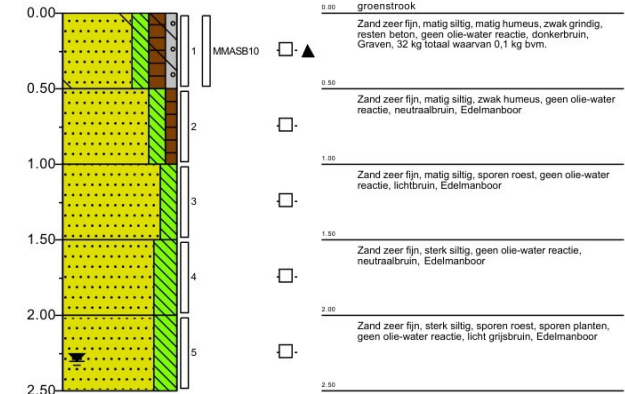 0.00
0.50
1.00
1.50
2.00
2.50
1
2
3
4
5
MMASB10
0.00
groenstrook
Zand zeer fijn, matig siltig, matig humeus, zwak grindig,
resten beton, geen olie-water reactie, donkerbruin,
Graven, 32 kg totaal waarvan 0,1 kg bvm.
0.50
Zand zeer fijn, matig siltig, zwak humeus, geen olie-water
reactie, neutraalbruin, Edelmanboor
1.00
Zand zeer fijn, matig siltig, sporen roest, geen olie-water
reactie, lichtbruin, Edelmanboor
1.50
Zand zeer fijn, sterk siltig, geen olie-water reactie,
neutraalbruin, Edelmanboor
2.00
Zand zeer fijn, sterk siltig, sporen roest, sporen planten,
geen olie-water reactie, licht grijsbruin, Edelmanboor
2.50